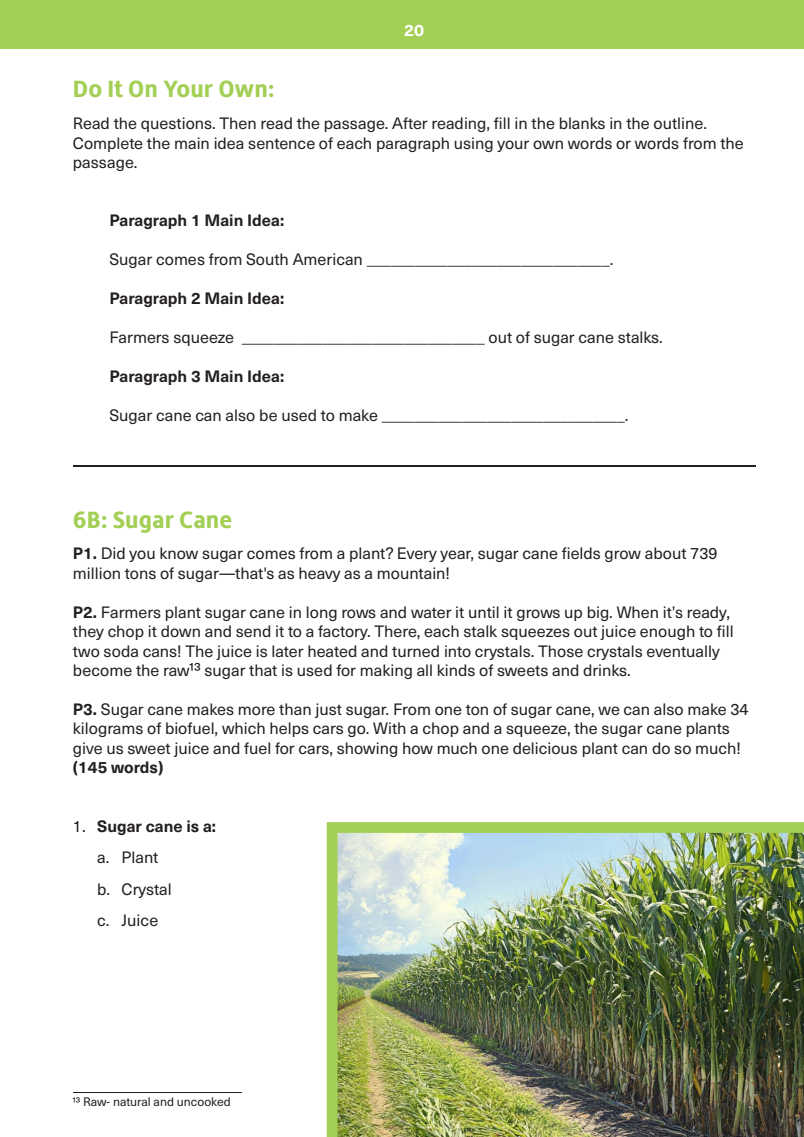 20
Do It On Your Own:
Read the questions. Then read the passage. After reading, fill in the blanks in the outline.
Complete the main idea sentence of each paragraph using your own words or words from the
passage.
Paragraph 1 Main Idea:
Sugar comes from South American ______________________________.
Paragraph 2 Main Idea:
Farmers squeeze ______________________________ out of sugar cane stalks.
Paragraph 3 Main Idea:
Sugar cane can also be used to make ______________________________.
6B: Sugar Cane
P1. Did you know sugar comes from a plant? Every year, sugar cane fields grow about 739
million tons of sugar—that's as heavy as a mountain!
P2. Farmers plant sugar cane in long rows and water it until it grows up big. When it’s ready,
they chop it down and send it to a factory. There, each stalk squeezes out juice enough to fill
two soda cans! The juice is later heated and turned into crystals. Those crystals eventually
become the raw¹³ sugar that is used for making all kinds of sweets and drinks.
P3. Sugar cane makes more than just sugar. From one ton of sugar cane, we can also make 34
kilograms of biofuel, which helps cars go. With a chop and a squeeze, the sugar cane plants
give us sweet juice and fuel for cars, showing how much one delicious plant can do so much!
(145 words)
1. Sugar cane is a:
a. Plant
b. Crystal
c. Juice
¹³ Raw- natural and uncooked